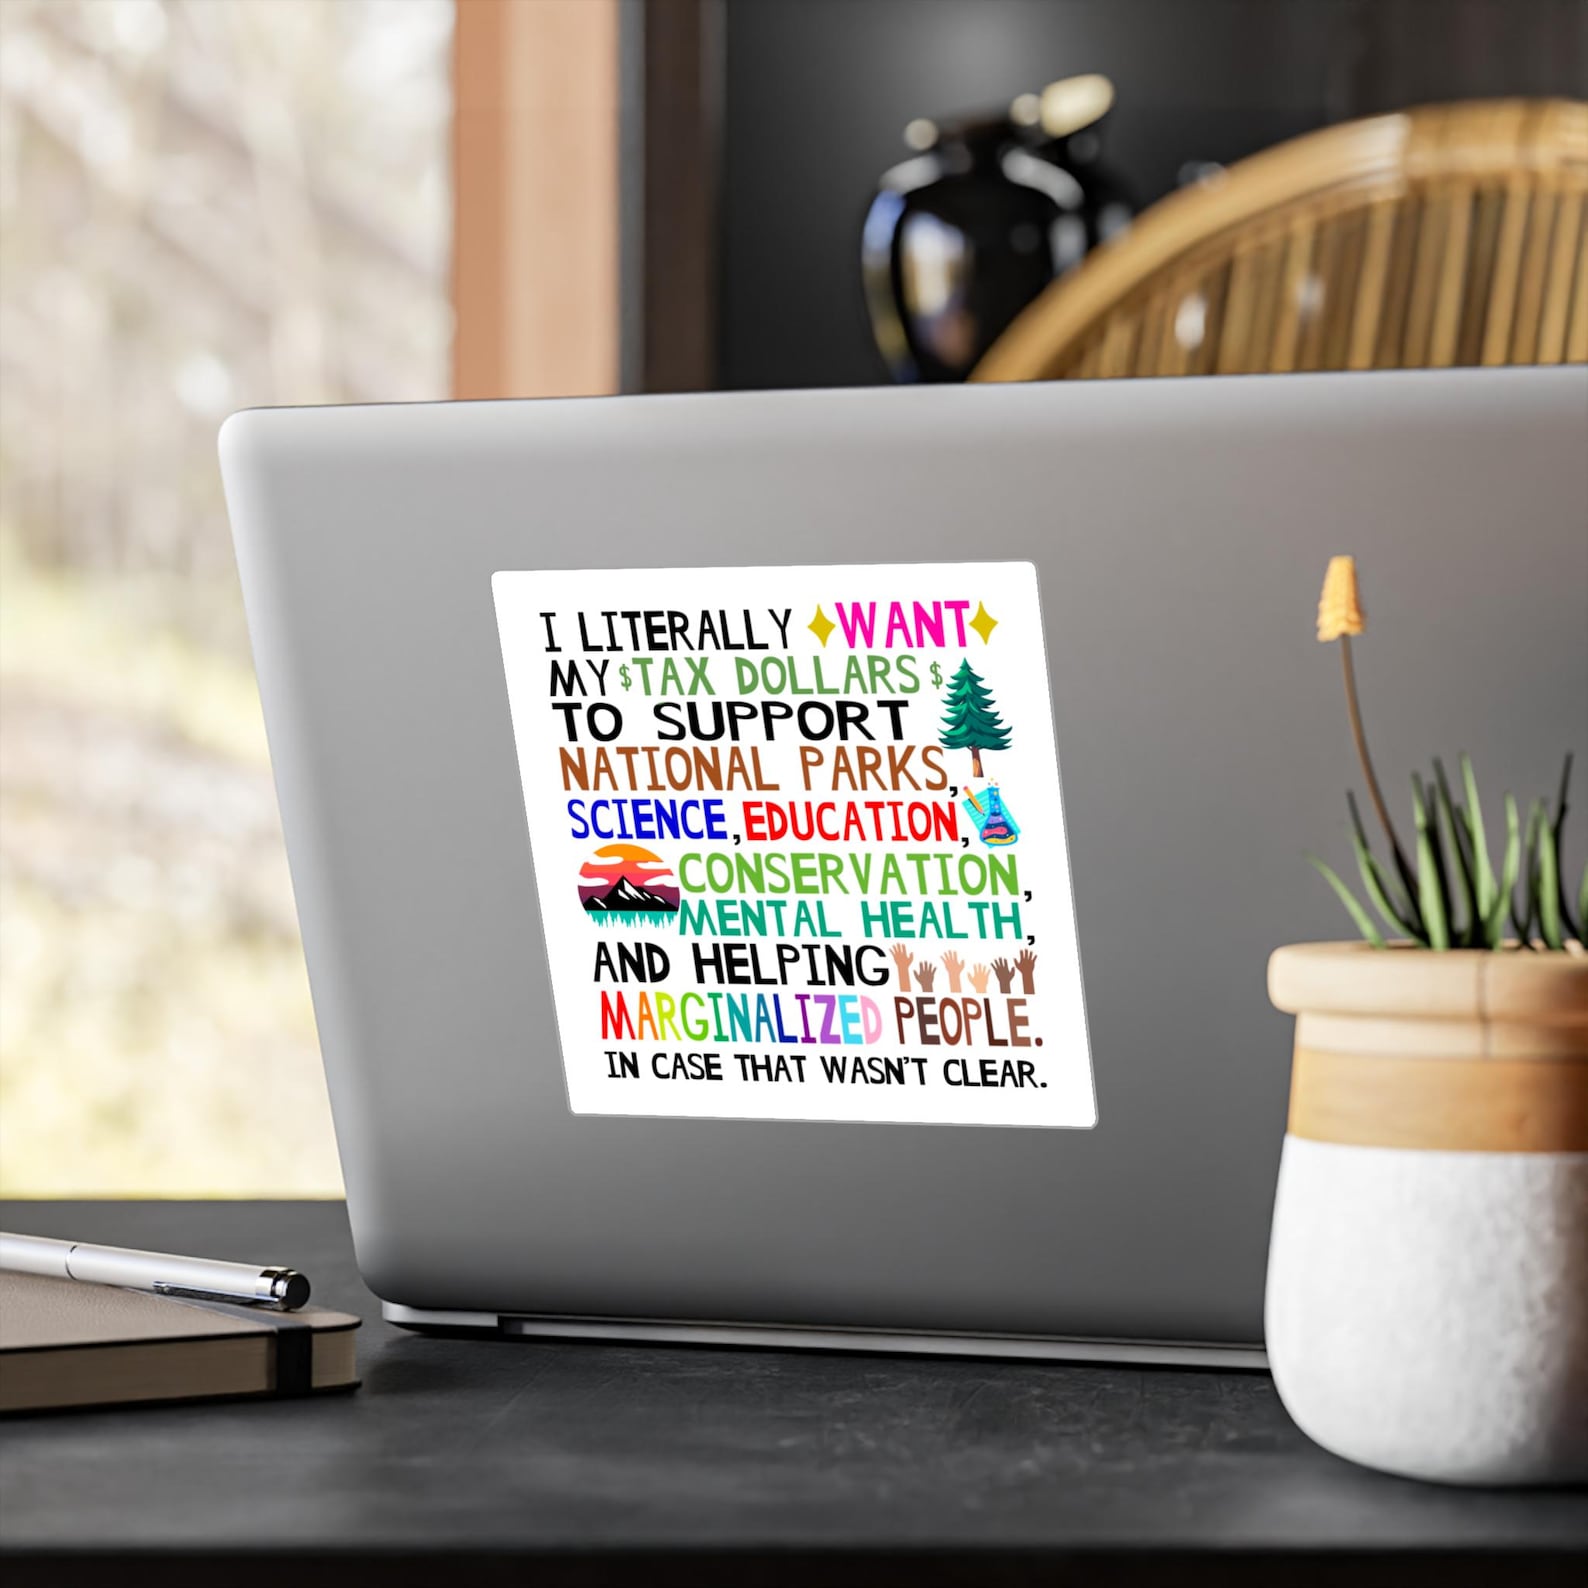 I LITERALLY WANT
MY $TAX DOLLARS$
TO SUPPORT
NATIONAL PARKS,
SCIENCE, EDUCATION,
CONSERVATION,
MENTAL HEALTH,
AND HELPING
MARGINALIZED PEOPLE.
IN CASE THAT WASN'T CLEAR.